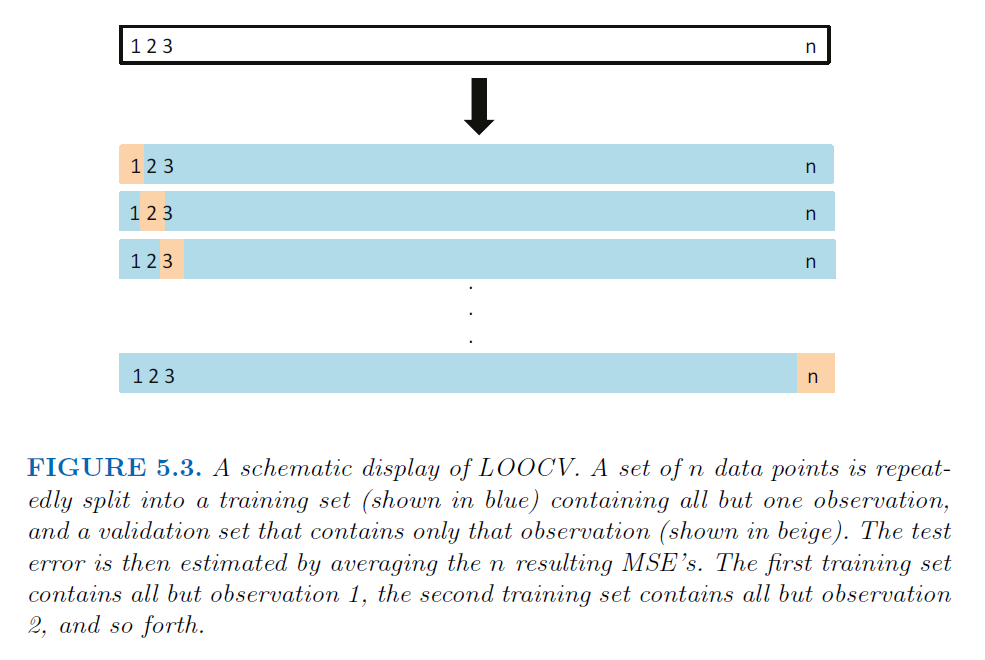 1 2 3 n
1 2 3 n
1 2 3 n
1 2 3 n
.
.
.
1 2 3 n
FIGURE 5.3. A schematic display of LOOCV. A set of n data points is repeat-
edly split into a training set (shown in blue) containing all but one observation,
and a validation set that contains only that observation (shown in beige). The test
error is then estimated by averaging the n resulting MSE's. The first training set
contains all but observation 1, the second training set contains all but observation
2, and so forth.